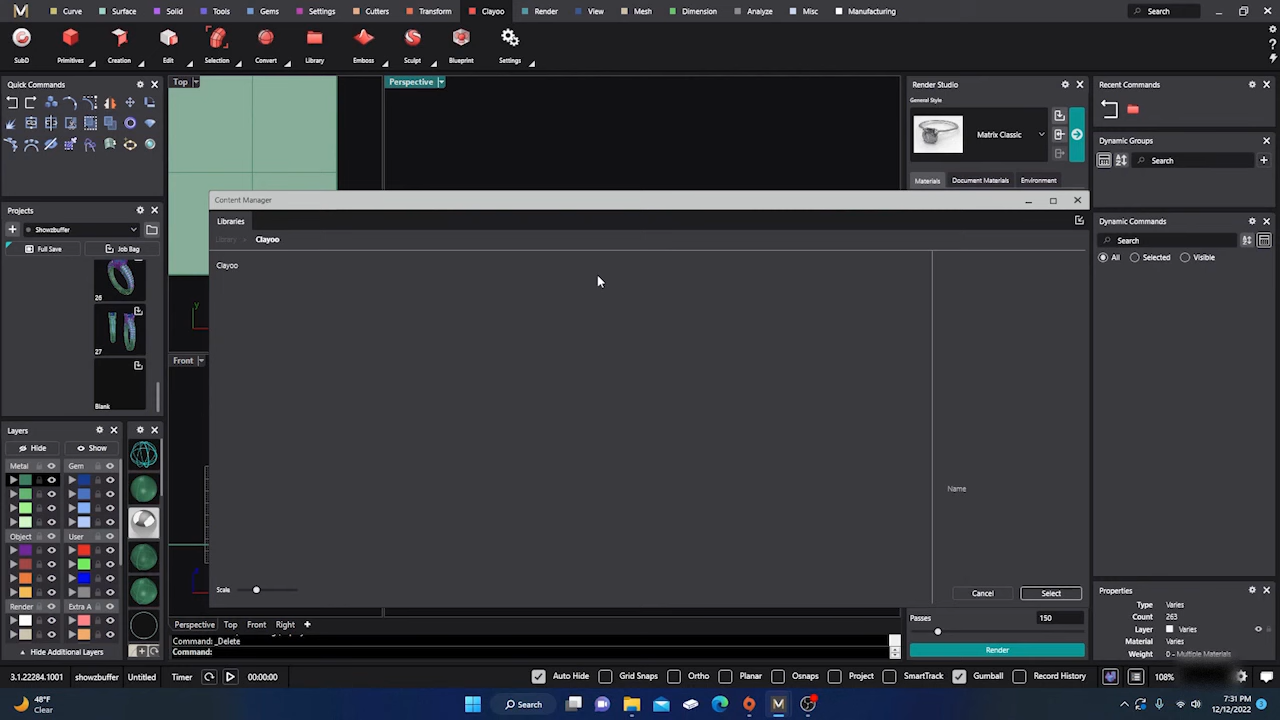 Curve Surface Solid Tools Gems Settings Cutters Transform Clayoo Render View Mesh Dimension Analyze Misc Manufacturing Search
SubD Primitives Creation Edit Selection Convert Library Emboss Sculpt Blueprint Settings
Quick Commands
Top
Perspective
Render Studio
General Style
Matrix Classic
Materials Document Materials Environment
Recent Commands
Dynamic Groups
Search
Projects
Showzbuffer
Full Save Job Bag
26
27
Blank
Content Manager
Libraries
Library Clayoo
Clayoo
Name
Scale
Cancel Select
Dynamic Commands
Search
All Selected Visible
y
Front
Layers
Hide Show
Metal Gem
Object User
Render Extra A
Hide Additional Layers
Perspective Top Front Right
Command: _Delete
Command:
Passes 150
Render
Properties
Type Varies
Count 263
Layer Varies
Material Varies
Weight 0 - Multiple Materials
3.1.22284.1001 showzbuffer Untitled Timer 00:00:00 Auto Hide Grid Snaps Ortho Planar Osnaps Project SmartTrack Gumball Record History 108%
48°F
Clear
Search
7:31 PM
12/12/2022